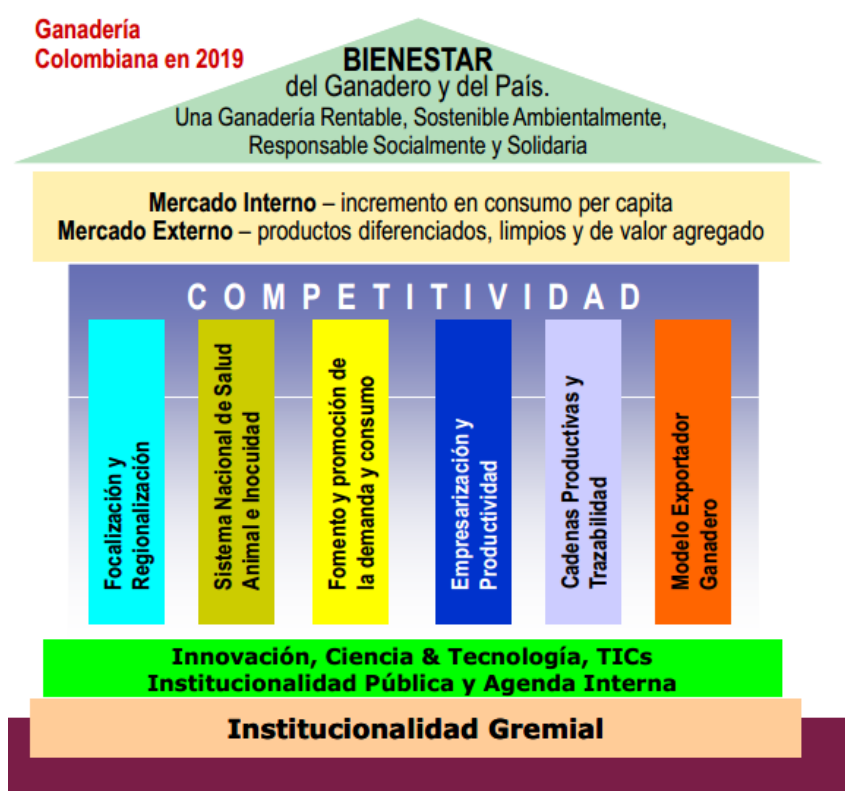 Ganadería
Colombiana en 2019
BIENESTAR
del Ganadero y del País.
Una Ganadería Rentable, Sostenible Ambientalmente,
Responsable Socialmente y Solidaria
Mercado Interno – incremento en consumo per capita
Mercado Externo – productos diferenciados, limpios y de valor agregado
COMPETITIVIDAD
Focalización y
Regionalización
Sistema Nacional de Salud
Animal e Inocuidad
Fomento y promoción de
la demanda y consumo
Empresarización y
Productividad
Cadenas Productivas y
Trazabilidad
Modelo Exportador
Ganadero
Innovación, Ciencia & Tecnología, TICs
Institucionalidad Pública y Agenda Interna
Institucionalidad Gremial